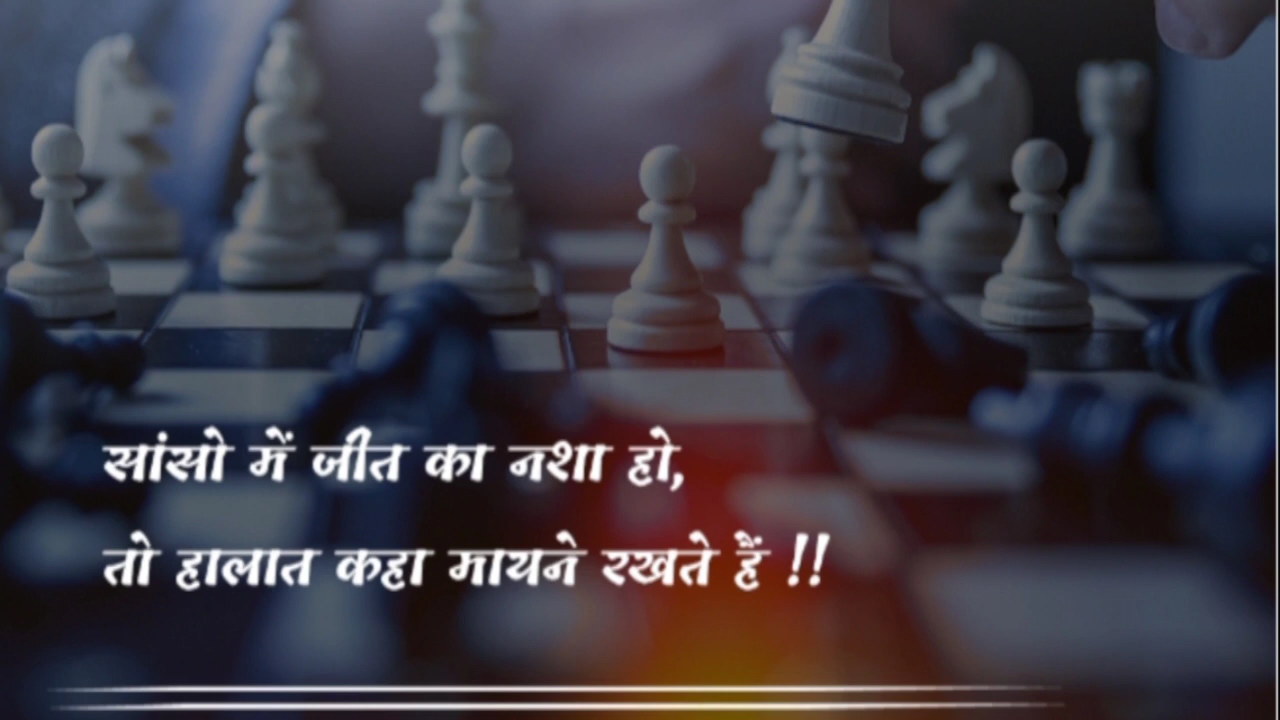 सांसो में जीत का नशा हो,
तो हालात कहा मायने रखते हैं !!